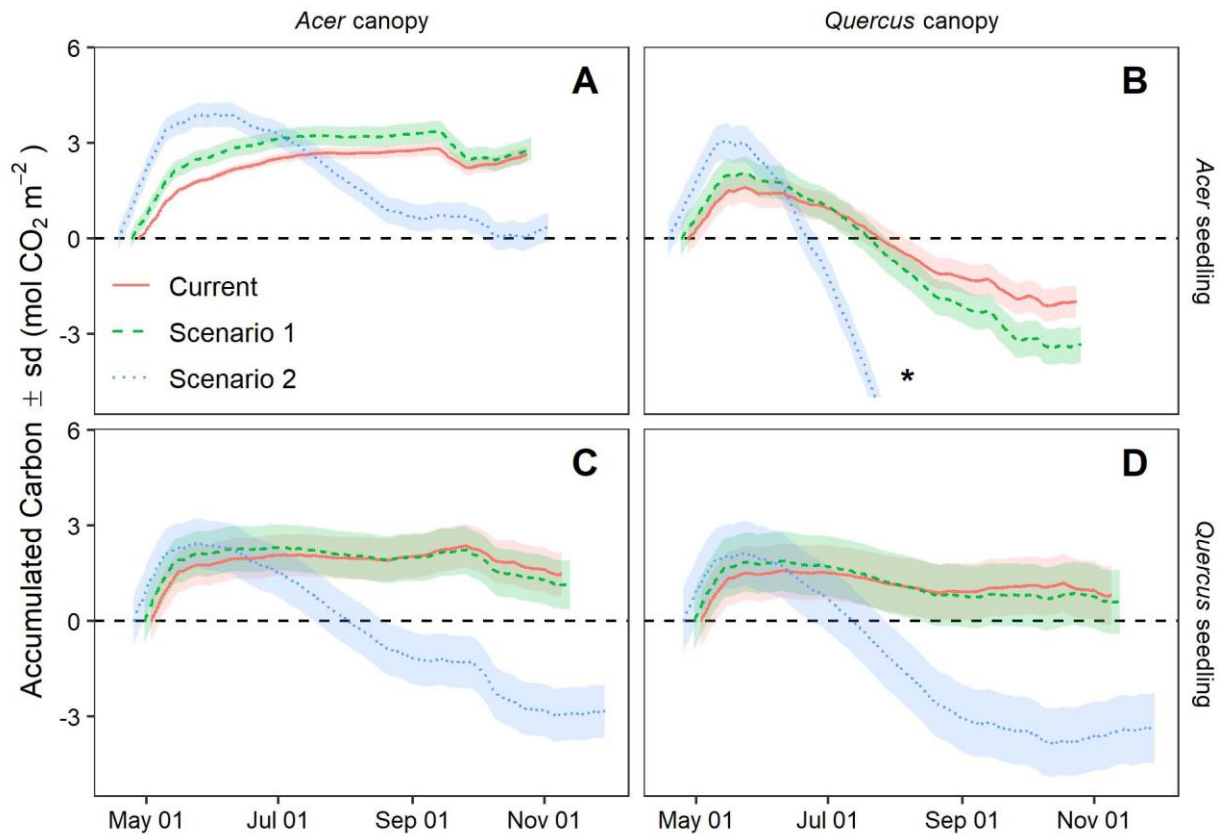 Acer canopy
Quercus canopy
Accumulated Carbon ± sd (mol CO₂ m⁻²)
6
3
0
-3
A
Current
Scenario 1
Scenario 2
B
*
Acer seedling
6
3
0
-3
C
D
Quercus seedling
May 01 Jul 01 Sep 01 Nov 01
May 01 Jul 01 Sep 01 Nov 01